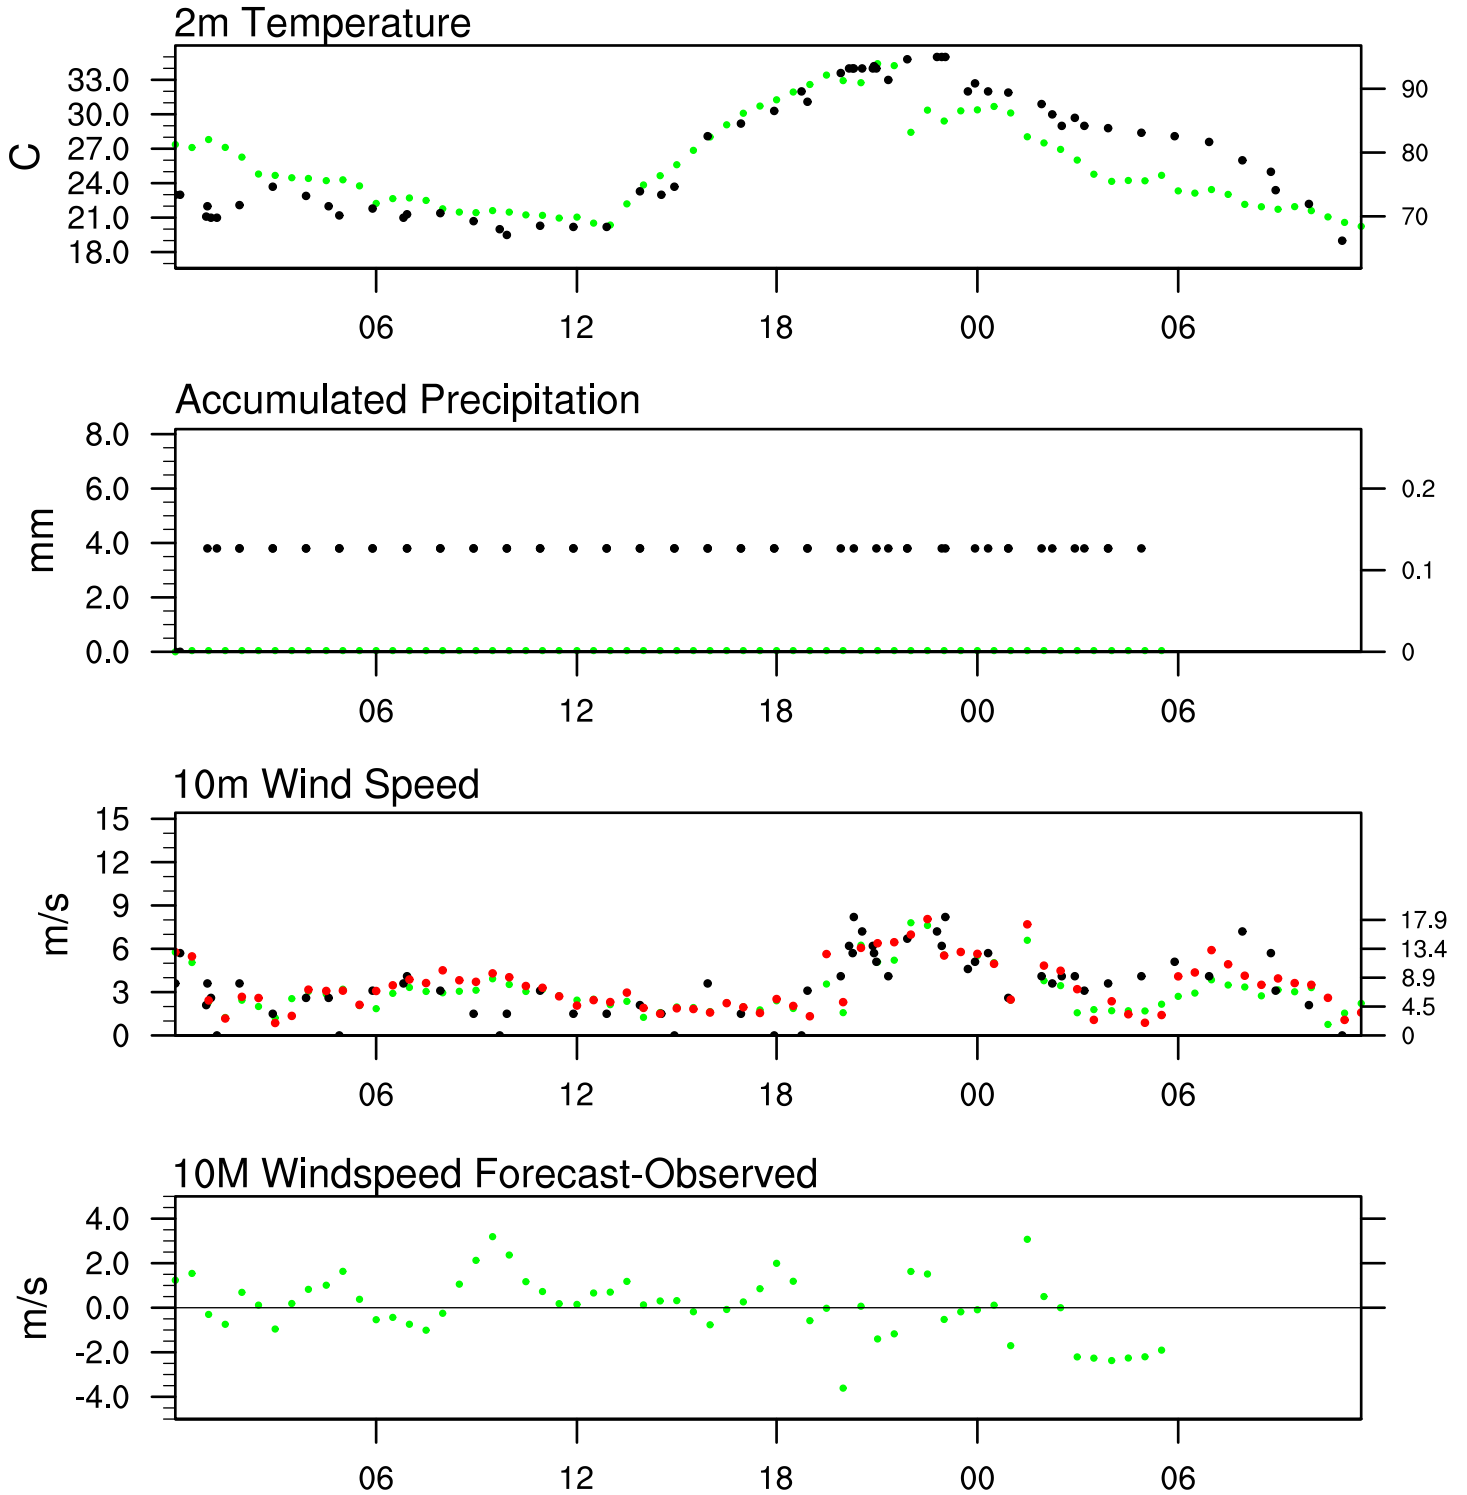 2m Temperature
33.0
90
30.0
27.0
80
C
24.0
21.0
70
18.0
06 12 18 00 06
Accumulated Precipitation
8.0
6.0
0.2
mm
4.0
0.1
2.0
0.0
0
06 12 18 00 06
10m Wind Speed
15
12
9
17.9
m/s
6
13.4
8.9
3
4.5
0
0
06 12 18 00 06
10M Windspeed Forecast-Observed
4.0
2.0
m/s
0.0
-2.0
-4.0
06 12 18 00 06